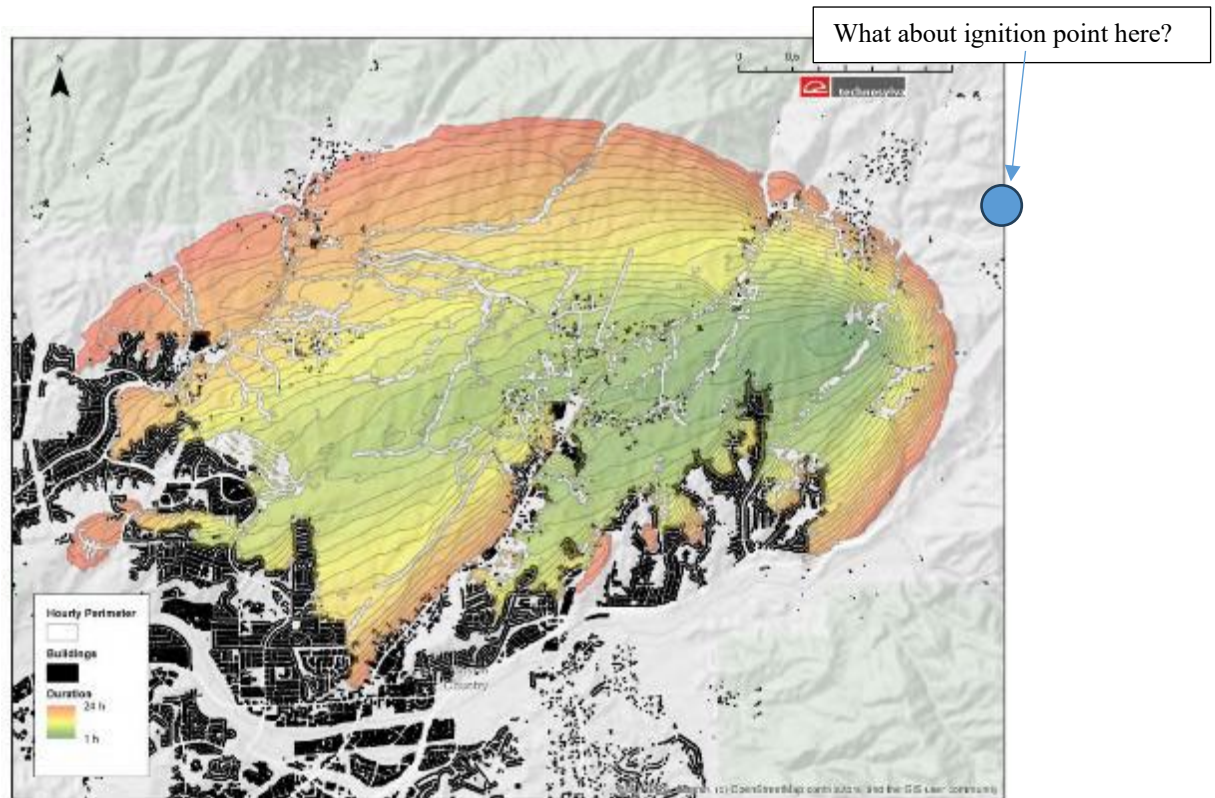 What about ignition point here?
N
0
technosylva
Hourly Perimeter
Buildings
Duration
24 h
1 h
Country
(c) OpenStreetMap contributors, and the GIS user community